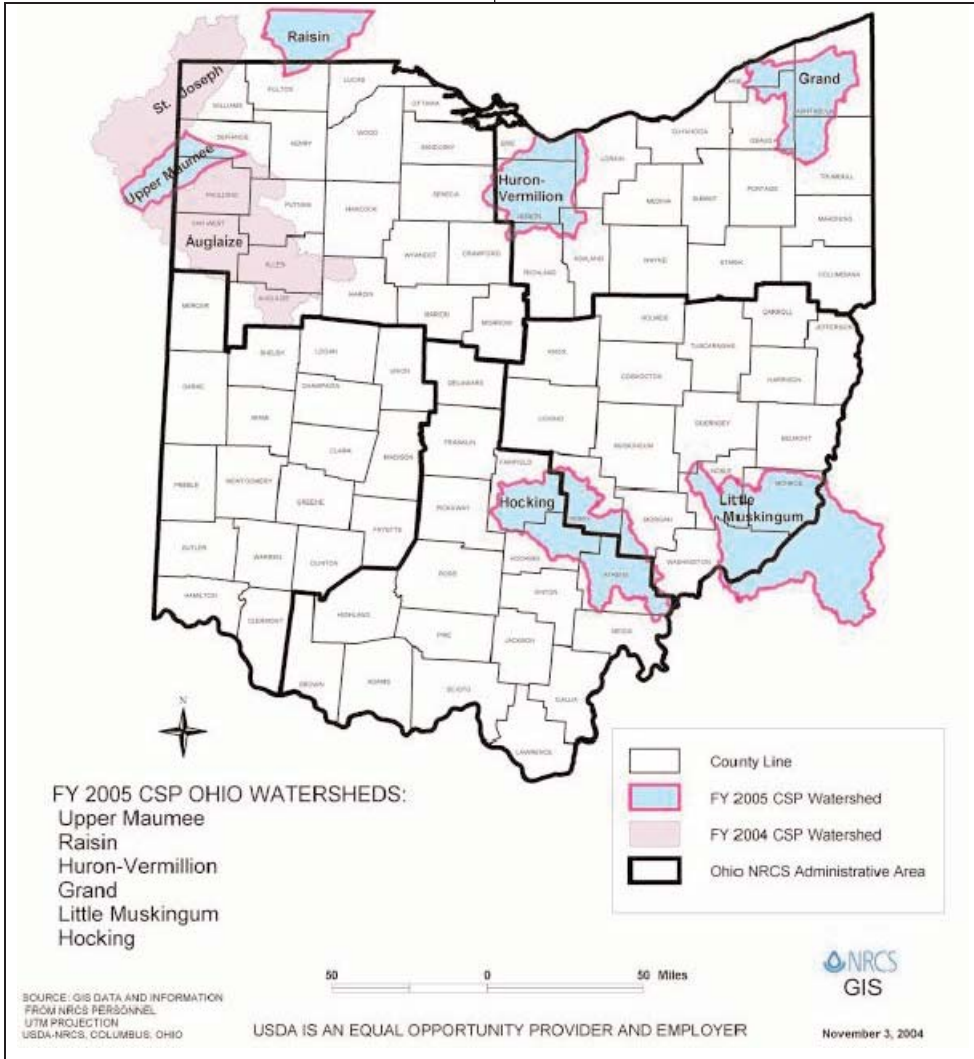 Raisin
St. Joseph
Grand
LUCAS
FULTON
WILLIAMS
OTTAWA
ASHTABULA
DEFIANCE
HENRY
WOOD
SANDUSKY
ERIE
LORAIN
CUYAHOGA
GEAUGA
TRUMBULL
Upper Maumee
Huron-
Vermilion
PAULDING
PUTNAM
HANCOCK
SENECA
HURON
MEDINA
SUMMIT
PORTAGE
MAHONING
VAN WERT
Auglaize
ALLEN
WYANDOT
CRAWFORD
RICHLAND
ASHLAND
WAYNE
STARK
COLUMBIANA
MERCER
AUGLAIZE
HARDIN
MARION
MORROW
HOLMES
CARROLL
JEFFERSON
SHELBY
LOGAN
UNION
DELAWARE
KNOX
COSHOCTON
TUSCARAWAS
HARRISON
DARKE
MIAMI
CHAMPAIGN
LICKING
GUERNSEY
BELMONT
CLARK
MADISON
FRANKLIN
MUSKINGUM
PREBLE
MONTGOMERY
GREENE
FAIRFIELD
NOBLE
MONROE
Hocking
PERRY
Little
Muskingum
FAYETTE
PICKAWAY
MORGAN
WASHINGTON
BUTLER
WARREN
CLINTON
ROSS
HOCKING
ATHENS
HAMILTON
CLERMONT
HIGHLAND
VINTON
MEIGS
PIKE
JACKSON
BROWN
ADAMS
SCIOTO
GALLIA
LAWRENCE
N
County Line
FY 2005 CSP Watershed
FY 2004 CSP Watershed
Ohio NRCS Administrative Area
FY 2005 CSP OHIO WATERSHEDS:
Upper Maumee
Raisin
Huron-Vermillion
Grand
Little Muskingum
Hocking
50 0 50 Miles
NRCS
GIS
SOURCE: GIS DATA AND INFORMATION
FROM NRCS PERSONNEL
UTM PROJECTION
USDA-NRCS, COLUMBUS, OHIO
USDA IS AN EQUAL OPPORTUNITY PROVIDER AND EMPLOYER
November 3, 2004